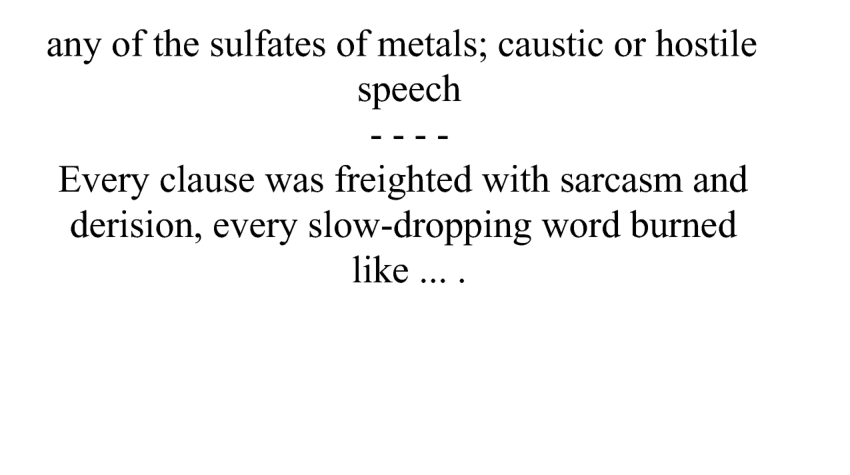 any of the sulfates of metals; caustic or hostile
speech
- - - -
Every clause was freighted with sarcasm and
derision, every slow-dropping word burned
like ... .